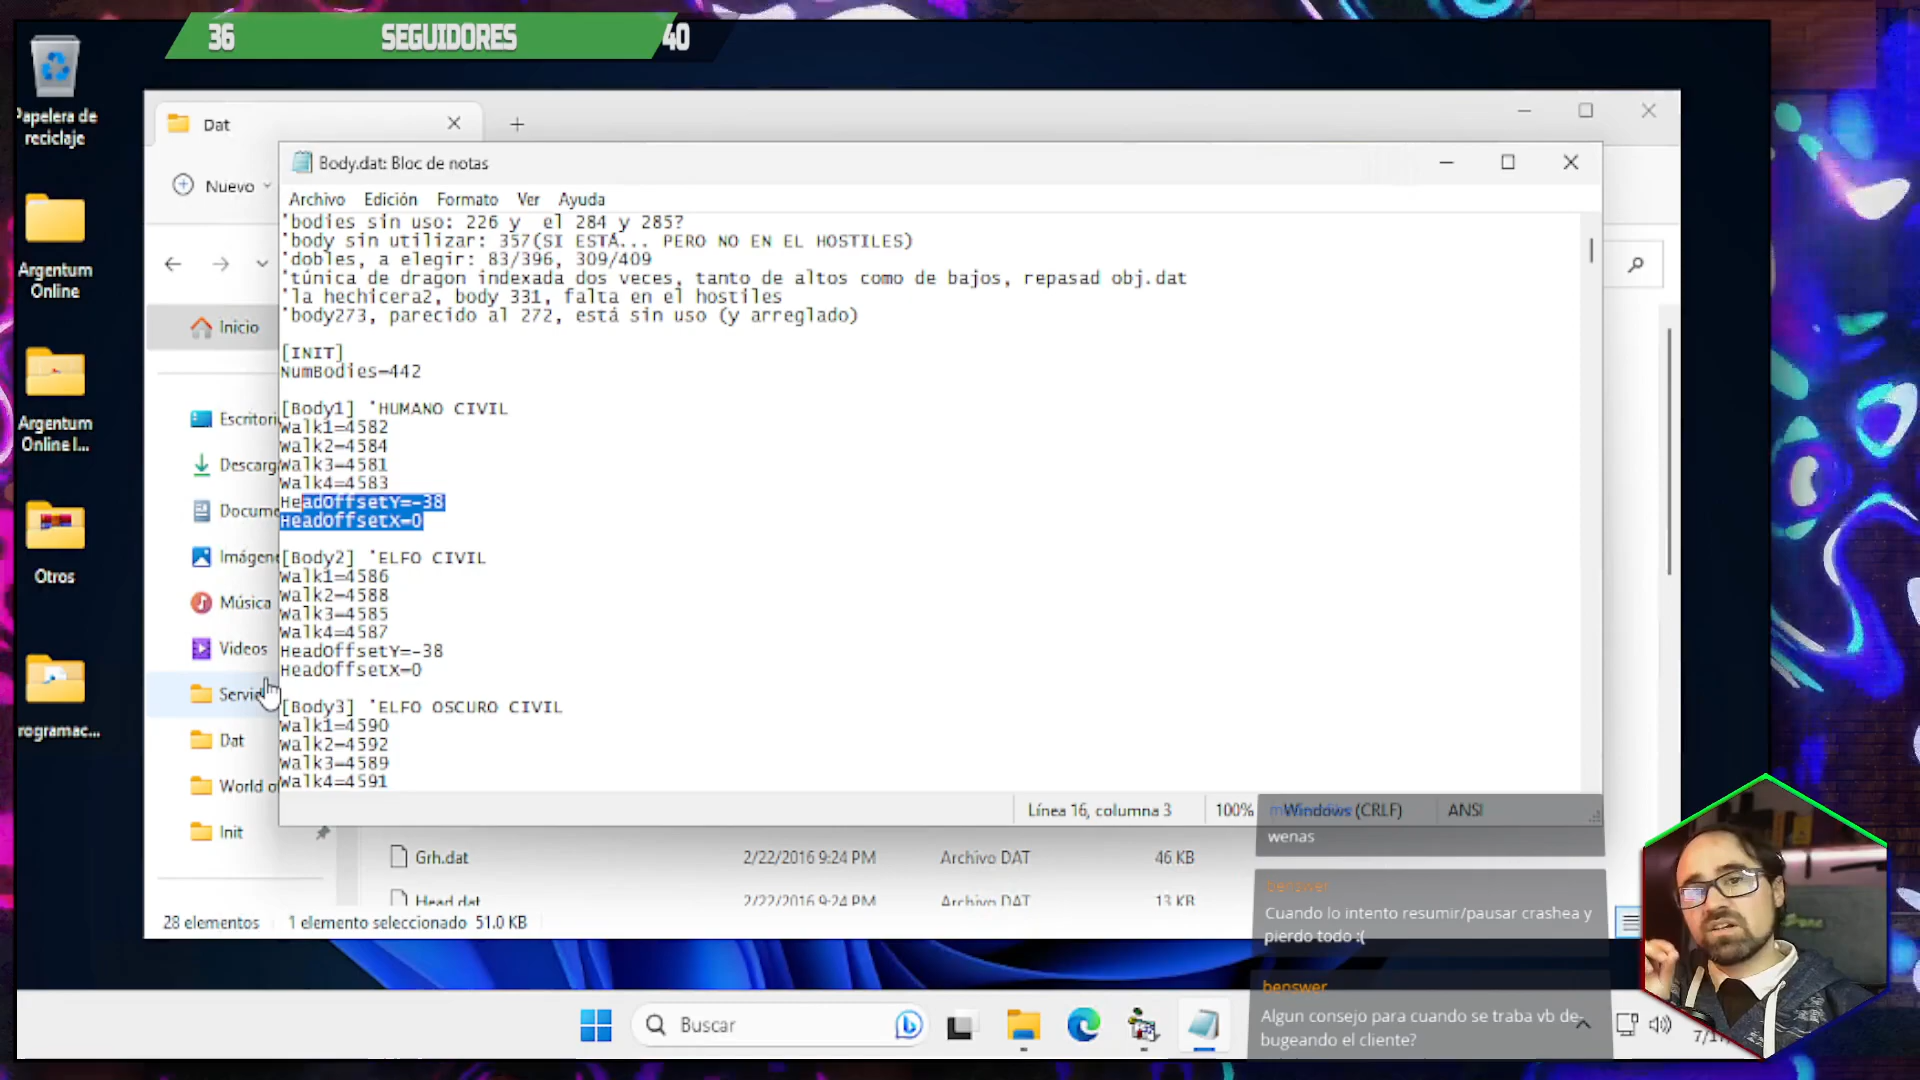 36 SEGUIDORES 40
Papelera de
reciclaje
Argentum
Online
Argentum
Online I...
Otros
rogramac...
Dat
Nuevo
Inicio
Escritori
Descarg
Docume
Imágene
Música
Videos
Servid
Dat
World o
Init
Body.dat: Bloc de notas
Archivo Edición Formato Ver Ayuda
'bodies sin uso: 226 y el 284 y 285?
'body sin utilizar: 357(SI ESTÁ... PERO NO EN EL HOSTILES)
'dobles, a elegir: 83/396, 309/409
'túnica de dragon indexada dos veces, tanto de altos como de bajos, repasad obj.dat
'la hechicera2, body 331, falta en el hostiles
'body273, parecido al 272, está sin uso (y arreglado)
[INIT]
NumBodies=442
[Body1] 'HUMANO CIVIL
Walk1=4582
Walk2=4584
Walk3=4581
Walk4=4583
HeadOffsetY=-38
HeadOffsetX=0
[Body2] 'ELFO CIVIL
Walk1=4586
Walk2=4588
Walk3=4585
Walk4=4587
HeadOffsetY=-38
HeadOffsetX=0
[Body3] 'ELFO OSCURO CIVIL
Walk1=4590
Walk2=4592
Walk3=4589
Walk4=4591
Línea 16, columna 3 100% Windows (CRLF) ANSI
Grh.dat 2/22/2016 9:24 PM Archivo DAT 46 KB
Head.dat 2/22/2016 9:24 PM Archivo DAT 13 KB
28 elementos 1 elemento seleccionado 51.0 KB
wenas
benswer
Cuando lo intento resumir/pausar crashea y
pierdo todo :(
benswer
Algun consejo para cuando se traba vb de-
bugeando el cliente?
Buscar